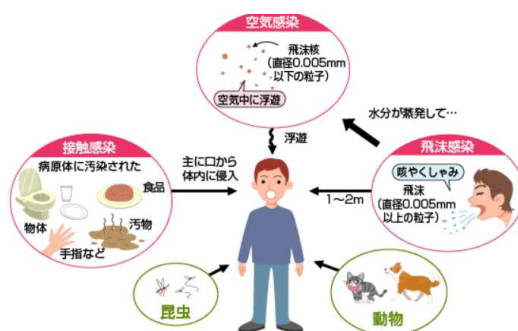 空気感染
飛沫核
(直径0.005mm
以下の粒子)
空気中に浮遊
水分が蒸発して…
浮遊
接触感染
病原体に汚染された
食品
物体
汚物
手指など
主に口から
体内に侵入
飛沫感染
咳やくしゃみ
飛沫
(直径0.005mm
以上の粒子)
1〜2m
昆虫
動物